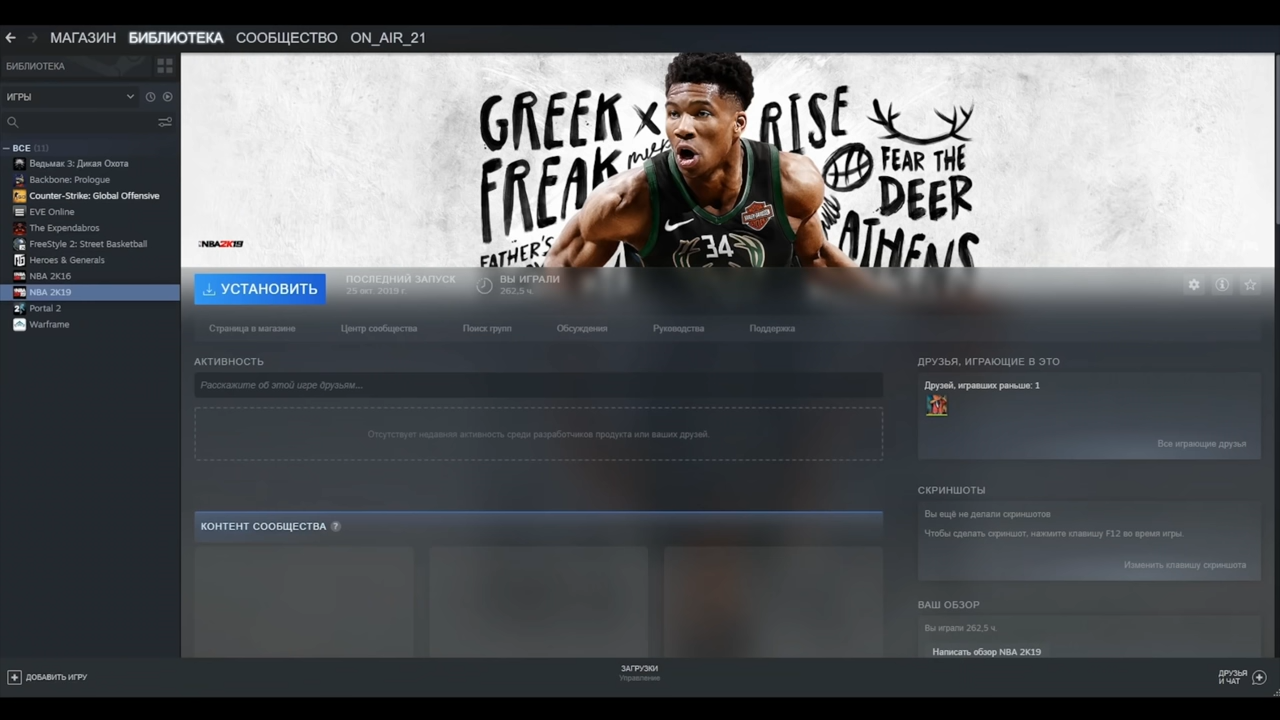 МАГАЗИН БИБЛИОТЕКА СООБЩЕСТВО ON_AIR_21
БИБЛИОТЕКА
ИГРЫ
ВСЕ (11)
Ведьмак 3: Дикая Охота
Backbone: Prologue
Counter-Strike: Global Offensive
EVE Online
The Expendabros
FreeStyle 2: Street Basketball
Heroes & Generals
NBA 2K16
NBA 2K19
Portal 2
Warframe
GREEK x RISE
FREAK
FEAR THE
DEER
ATHENS
FATHER'S
34
HARLEY-DAVIDSON
NBA2K19
УСТАНОВИТЬ
ПОСЛЕДНИЙ ЗАПУСК
25 окт. 2019 г.
ВЫ ИГРАЛИ
262,5 ч.
Страница в магазине Центр сообщества Поиск групп Обсуждения Руководства Поддержка
АКТИВНОСТЬ
Расскажите об этой игре друзьям...
Отсутствует недавняя активность среди разработчиков продукта или ваших друзей.
КОНТЕНТ СООБЩЕСТВА ?
ДРУЗЬЯ, ИГРАЮЩИЕ В ЭТО
Друзей, игравших раньше: 1
Все играющие друзья
СКРИНШОТЫ
Вы ещё не делали скриншотов
Чтобы сделать скриншот, нажмите клавишу F12 во время игры.
Изменить клавишу скриншота
ВАШ ОБЗОР
Вы играли 262,5 ч.
Написать обзор NBA 2K19
ДОБАВИТЬ ИГРУ
ЗАГРУЗКИ
Управление
ДРУЗЬЯ
И ЧАТ